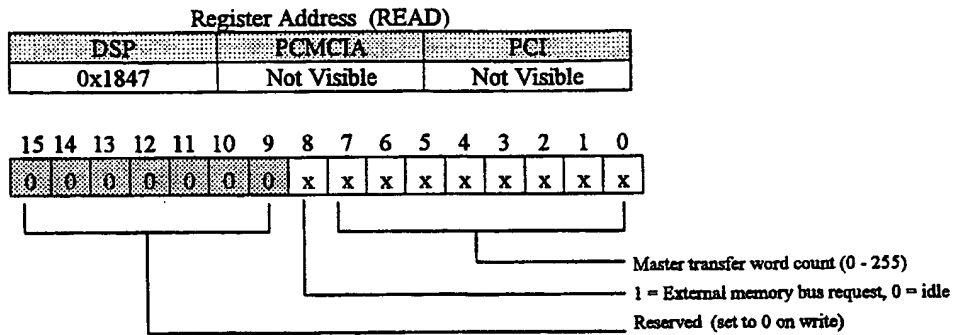 Register Address (READ)
DSP PCMCIA PCI
0x1847 Not Visible Not Visible
15 14 13 12 11 10 9 8 7 6 5 4 3 2 1 0
0 0 0 0 0 0 0 x x x x x x x x x
Master transfer word count (0 - 255)
1 = External memory bus request, 0 = idle
Reserved (set to 0 on write)